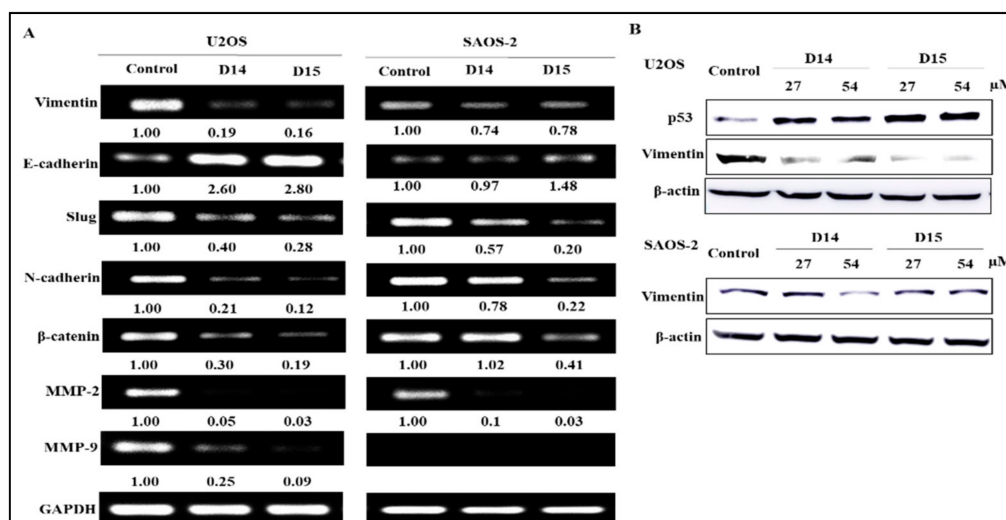 A
U2OS SAOS-2
Control D14 D15 Control D14 D15
Vimentin
1.00 0.19 0.16 1.00 0.74 0.78
E-cadherin
1.00 2.60 2.80 1.00 0.97 1.48
Slug
1.00 0.40 0.28 1.00 0.57 0.20
N-cadherin
1.00 0.21 0.12 1.00 0.78 0.22
β-catenin
1.00 0.30 0.19 1.00 1.02 0.41
MMP-2
1.00 0.05 0.03 1.00 0.1 0.03
MMP-9
1.00 0.25 0.09
GAPDH
B
U2OS Control D14 D15
27 54 27 54 μM
p53
Vimentin
β-actin
SAOS-2 Control D14 D15
27 54 27 54 μM
Vimentin
β-actin